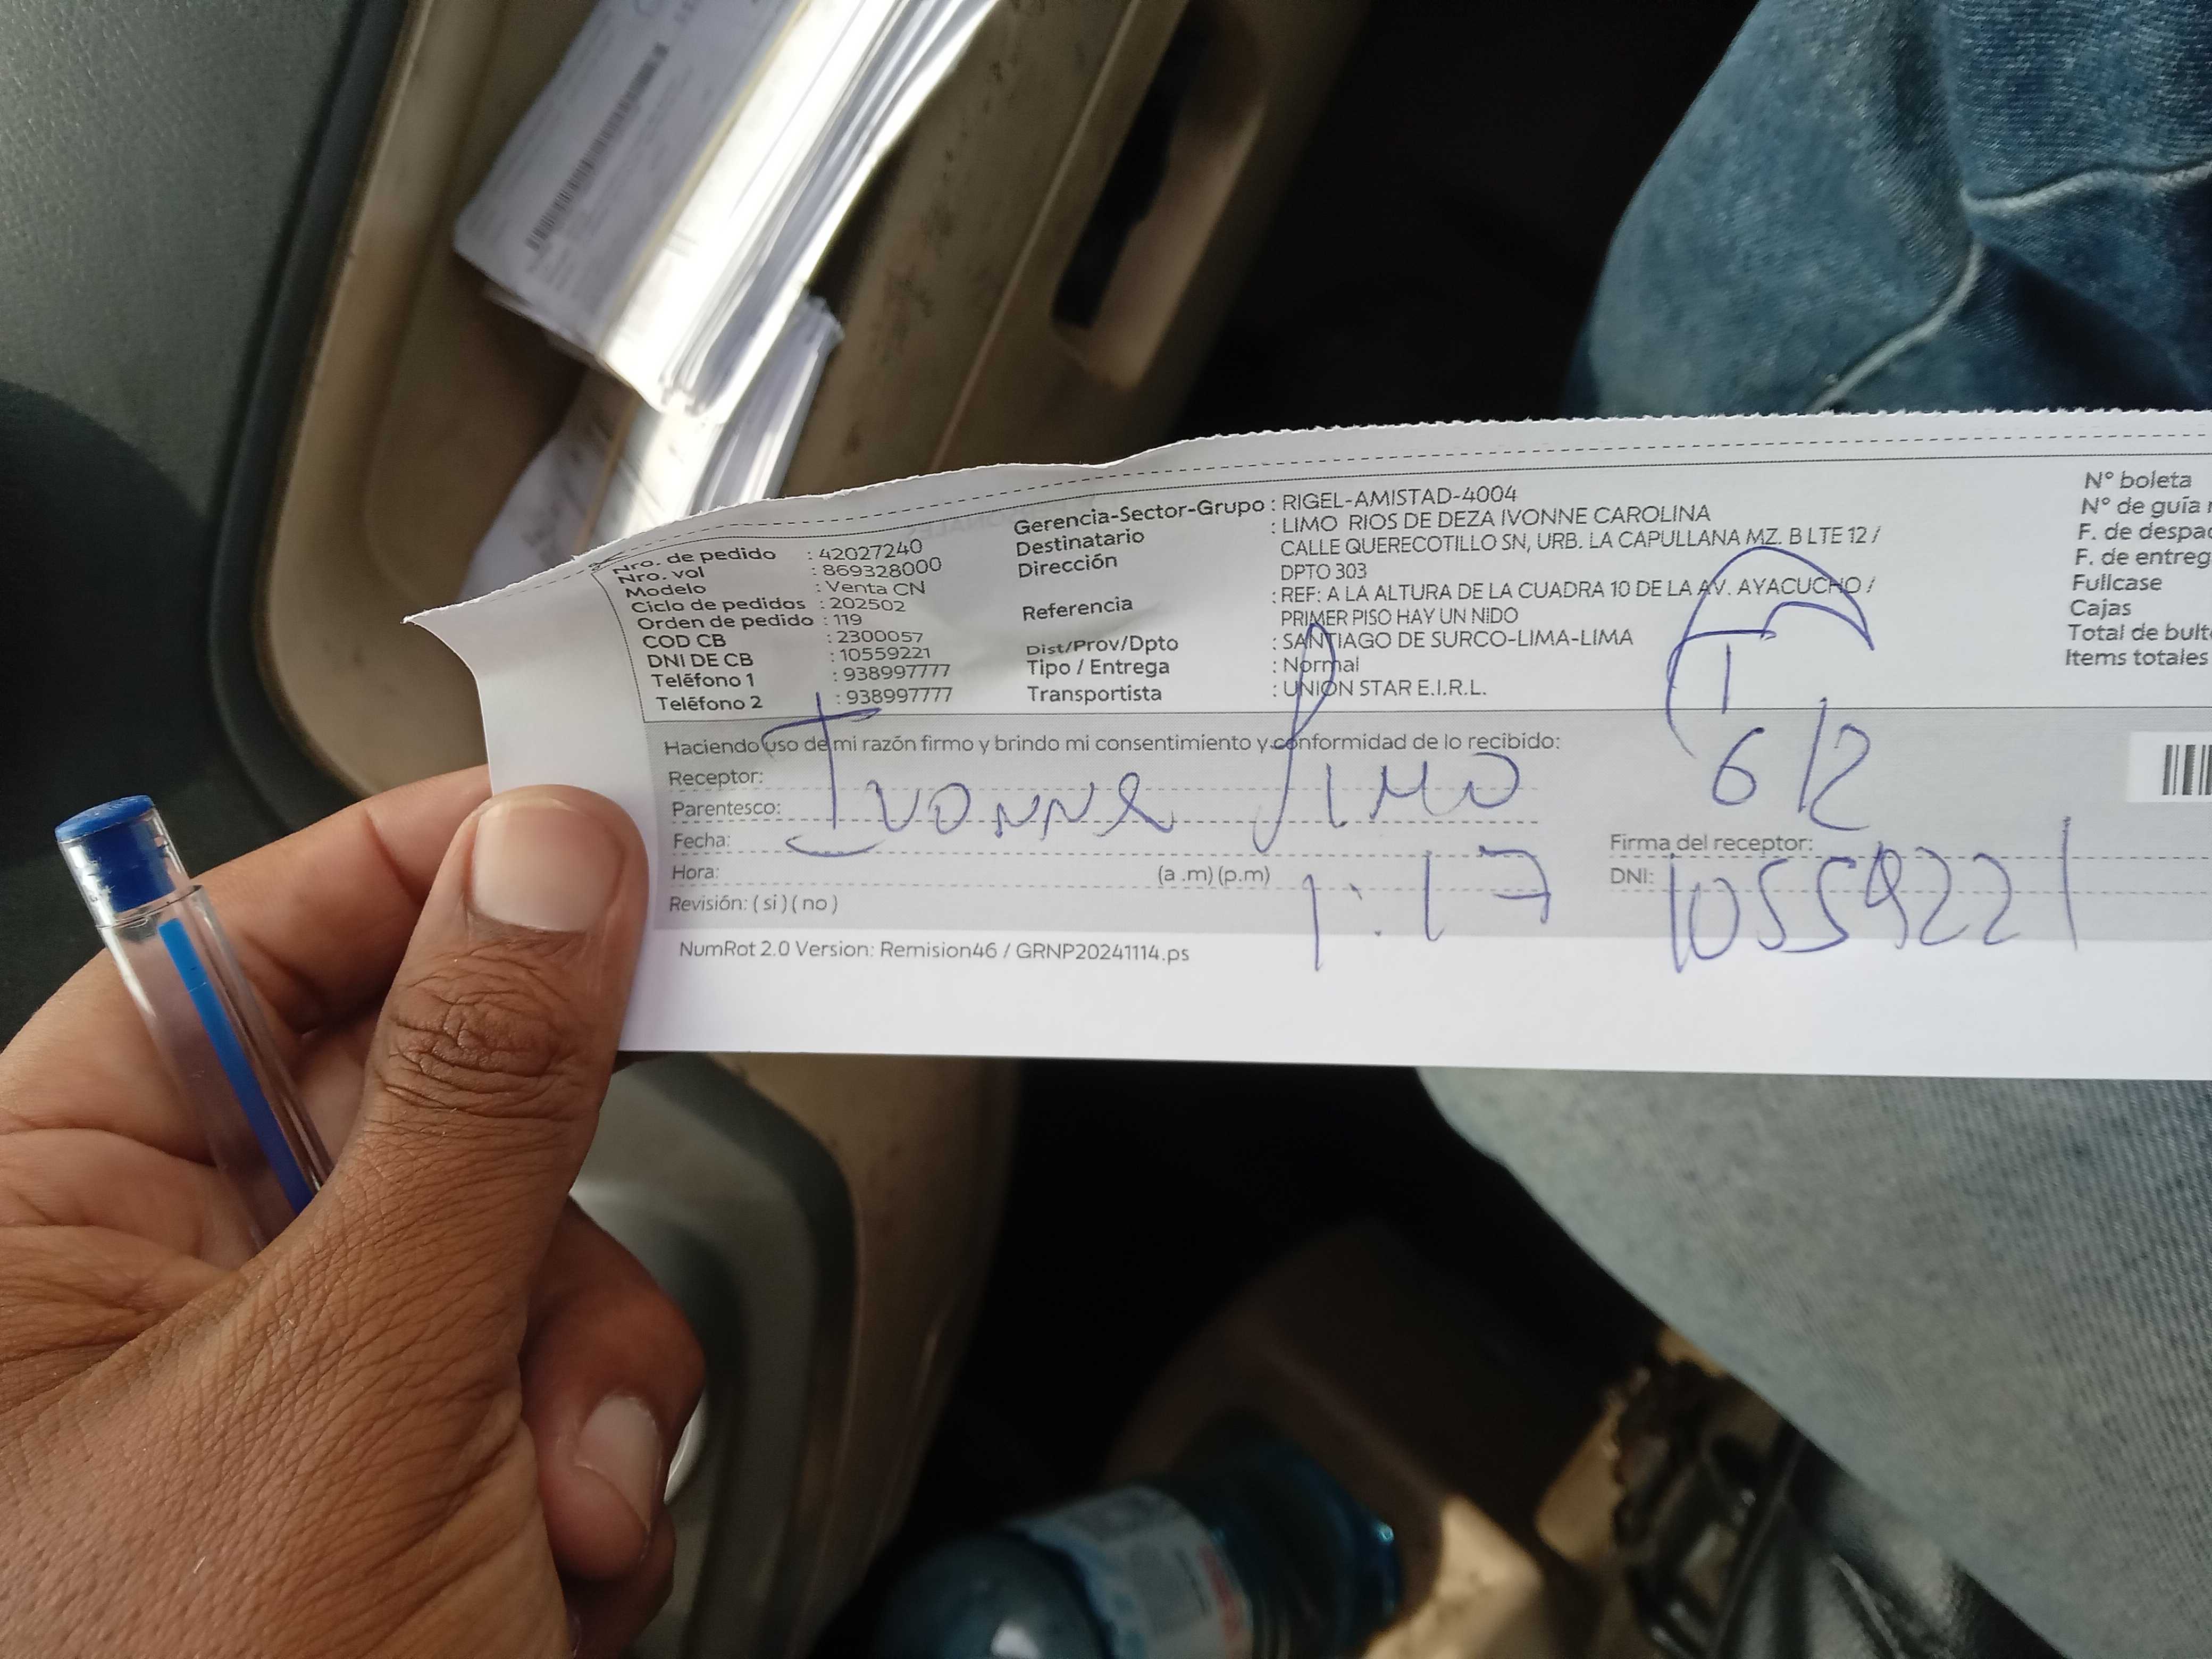 Nro. de pedido : 42027240
Nro. vol : 869328000
Modelo : Venta CN
Ciclo de pedidos : 202502
Orden de pedido : 119
COD CB : 2300057
DNI DE CB : 10559221
Teléfono 1 : 938997777
Teléfono 2 : 938997777
Gerencia-Sector-Grupo : RIGEL-AMISTAD-4004
Destinatario : LIMO RIOS DE DEZA IVONNE CAROLINA
Dirección CALLE QUERECOTILLO SN, URB. LA CAPULLANA MZ. B LTE 12 /
DPTO 303
Referencia : REF: A LA ALTURA DE LA CUADRA 10 DE LA AV. AYACUCHO /
PRIMER PISO HAY UN NIDO
Dist/Prov/Dpto : SANTIAGO DE SURCO-LIMA-LIMA
Tipo / Entrega : Normal
Transportista : UNION STAR E.I.R.L.
N° boleta
N° de guía
F. de despac
F. de entreg
Fullcase
Cajas
Total de bult
Items totales
Haciendo uso de mi razón firmo y brindo mi consentimiento y conformidad de lo recibido:
Receptor:
Parentesco: Ivonne Limo 6/2
Fecha:
Hora: (a .m) (p.m) 1:17
Revisión: ( si ) ( no )
Firma del receptor:
DNI: 10559221
NumRot 2.0 Version: Remision46 / GRNP20241114.ps